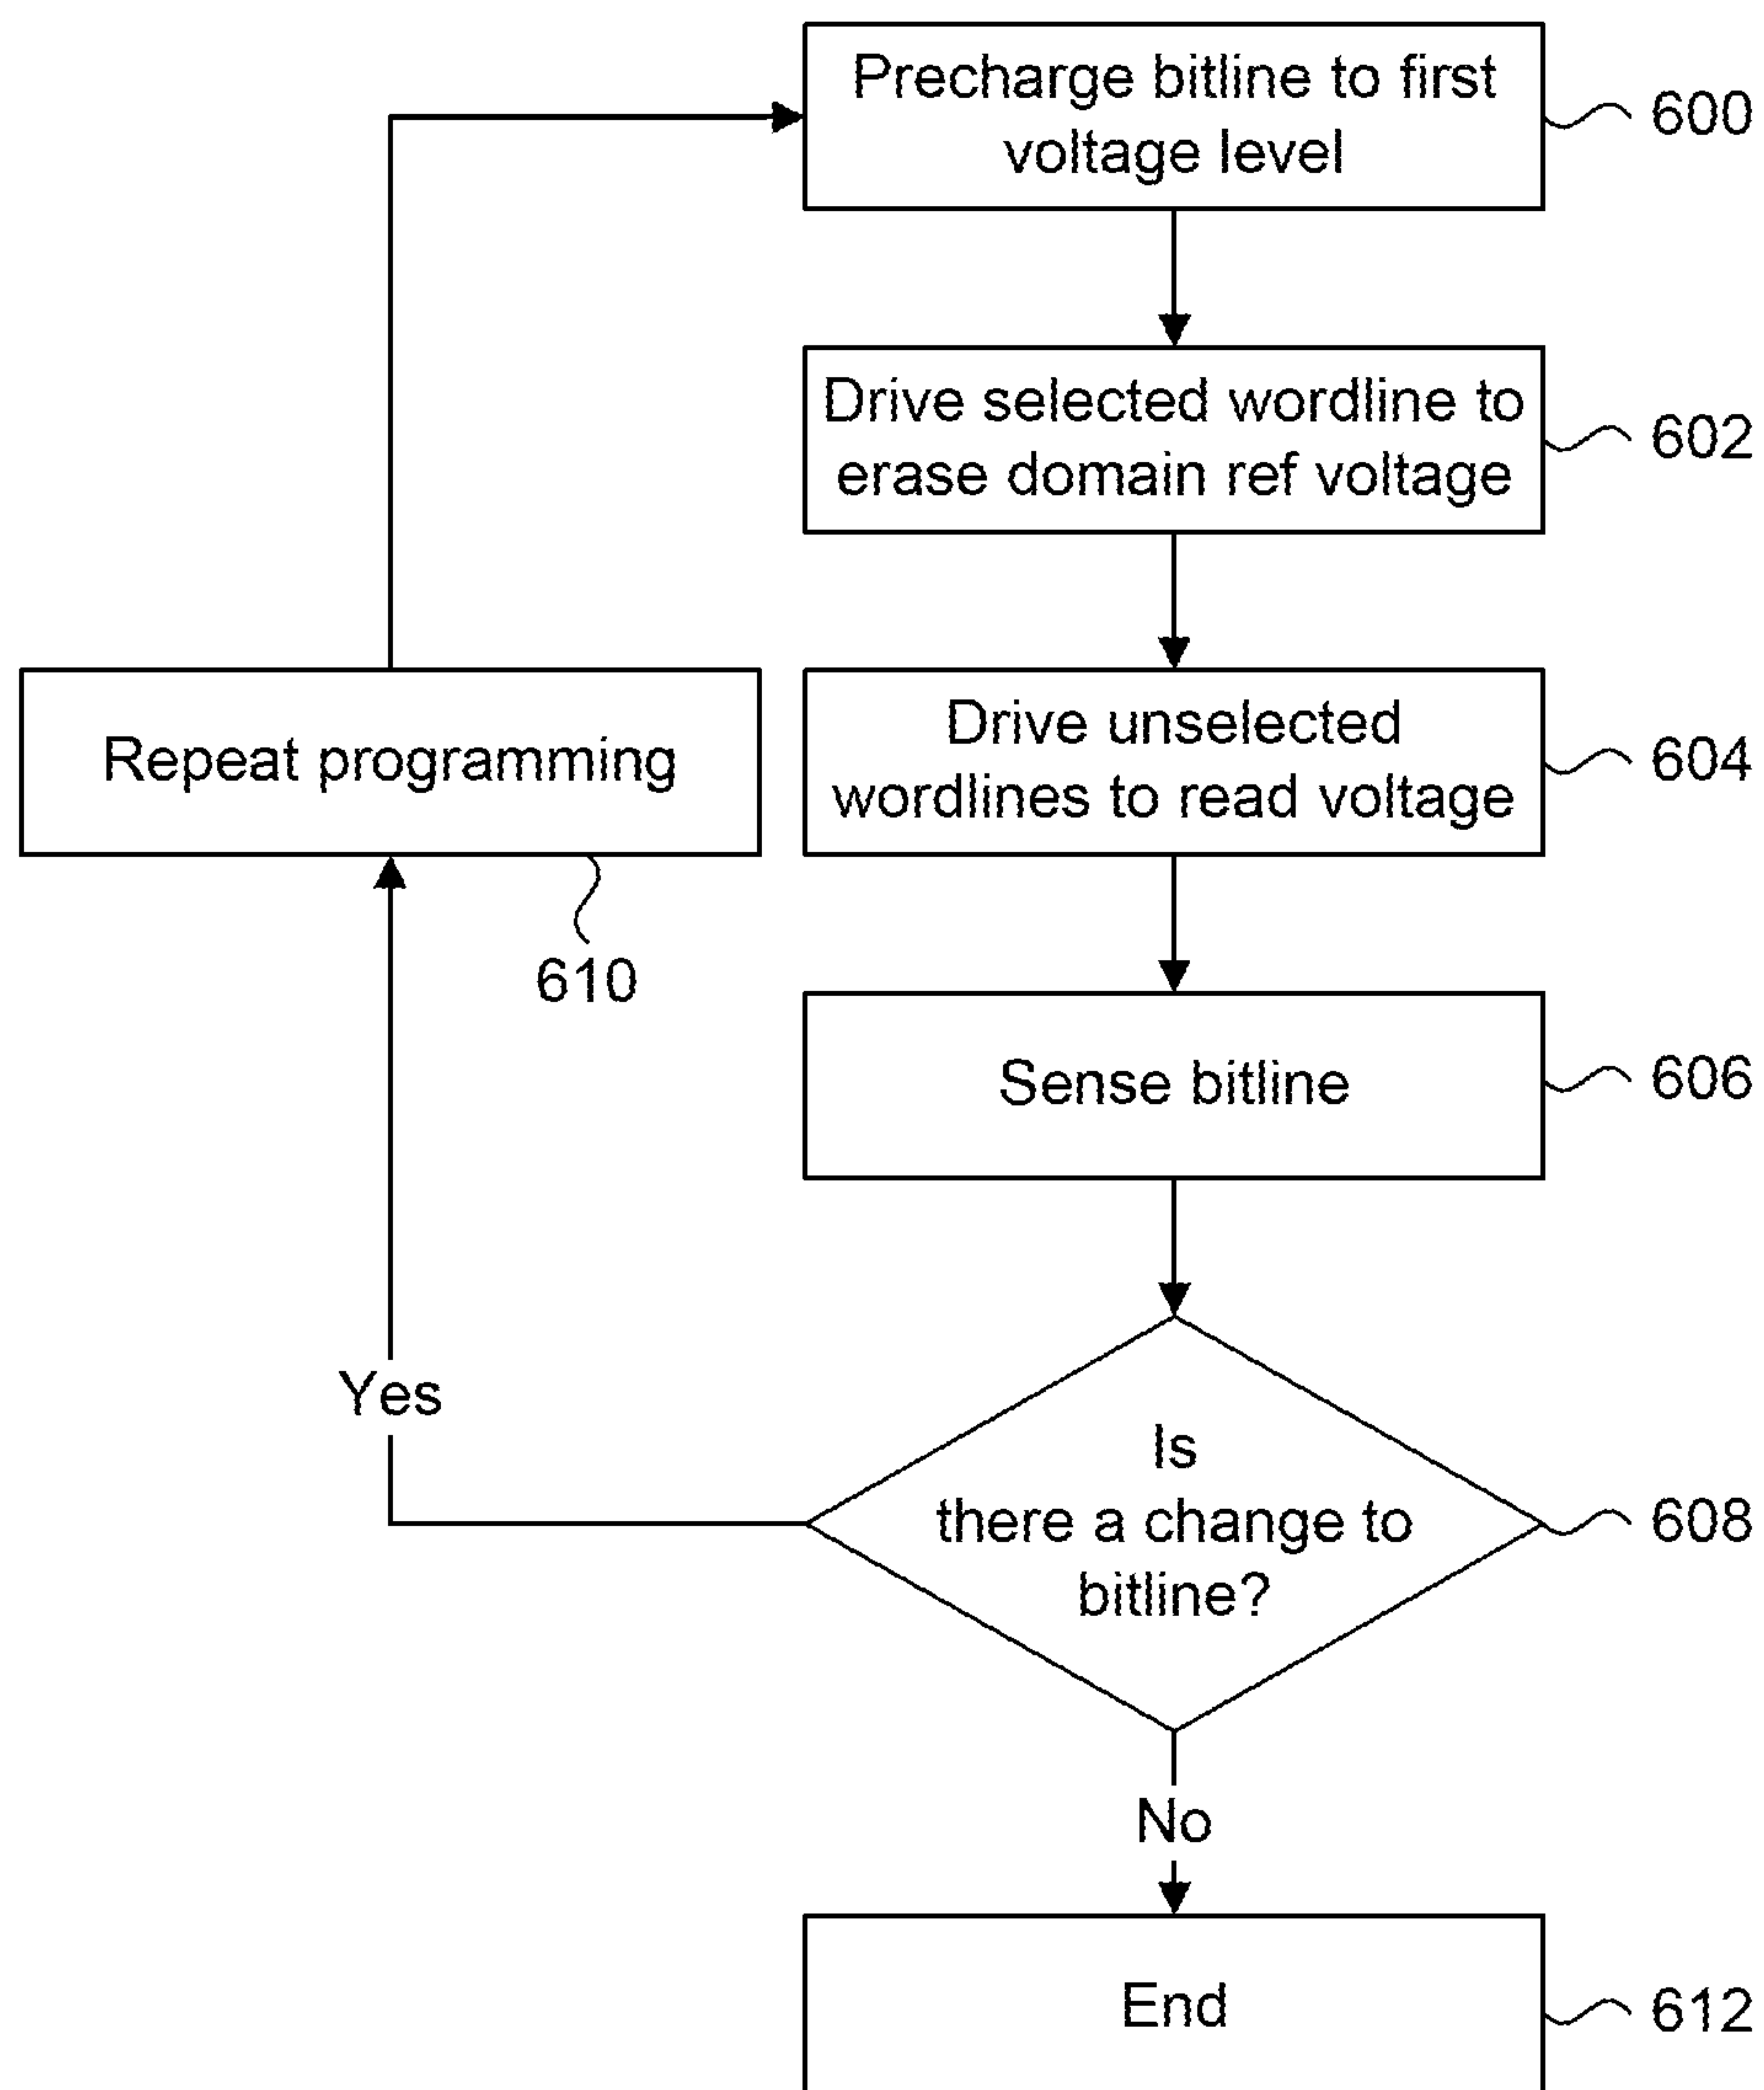 Precharge bitline to first
voltage level
600
Drive selected wordline to
erase domain ref voltage
602
Repeat programming
610
Drive unselected
wordlines to read voltage
604
Sense bitline
606
Yes
Is
there a change to
bitline?
608
No
End
612